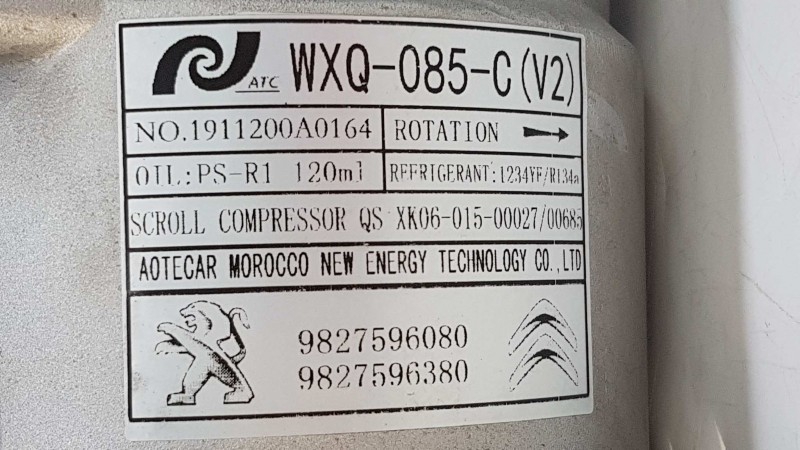 ATC WXQ-085-C(V2)
NO.1911200A0164 ROTATION
OIL:PS-R1 120ml REFRIGERANT:1234YF/R134a
SCROLL COMPRESSOR QS XK06-015-00027/00685
AOTECAR MOROCCO NEW ENERGY TECHNOLOGY CO.,LTD
9827596080
9827596380